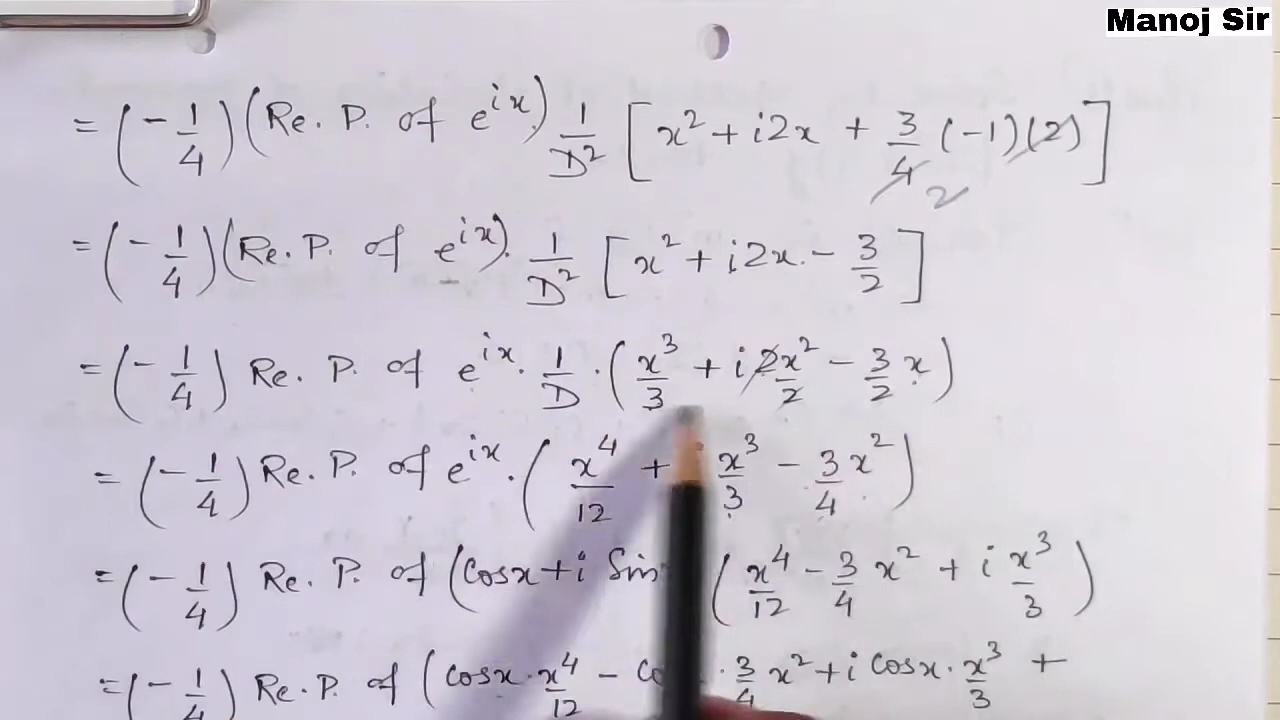 Manoj Sir
= (-1/4) (Re. P. of e^{ix}) 1/D² [x² + i2x + 3/4 (-1)(2)]
2
= (-1/4) (Re. P. of e^{ix}). 1/D² [x² + i2x - 3/2]
= (-1/4) Re. P. of e^{ix} . 1/D . (x³/3 + i 2x²/2 - 3/2 x)
= (-1/4) Re. P. of e^{ix} . (x⁴/12 + x³/3 - 3/4 x²)
= (-1/4) Re. P. of (Cosx + i Sin (x⁴/12 - 3/4 x² + i x³/3)
= (-1/4) Re. P. of (Cosx . x⁴/12 - . 3/4 x² + i Cosx . x³/3 +